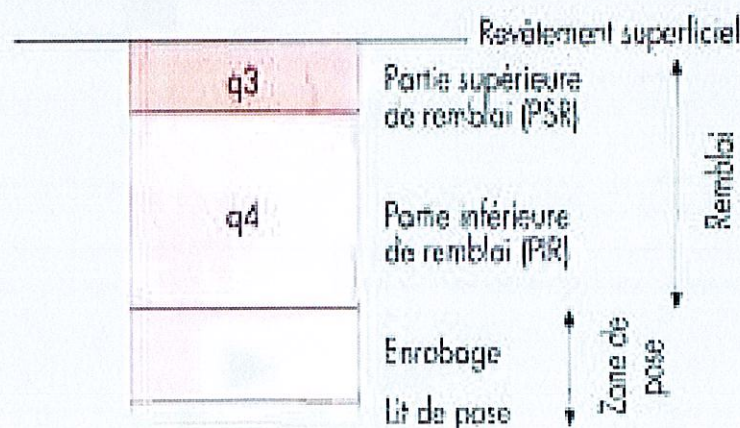 Revêtement superficiel
q3
Partie supérieure
de remblai (PSR)
q4
Partie inférieure
de remblai (PIR)
Remblai
Enrobage
Lit de pose
Zone de
pose